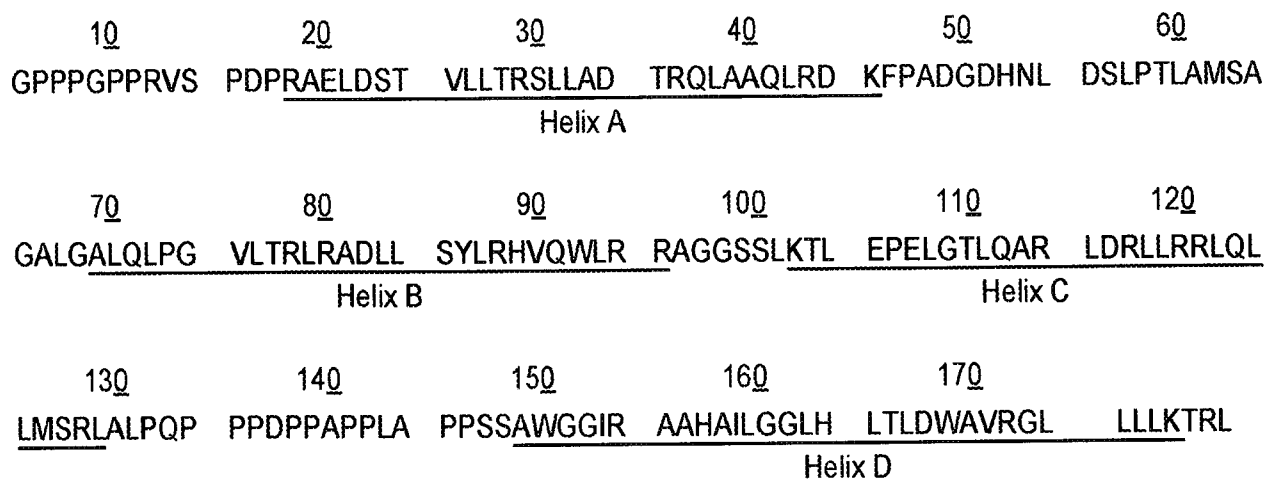 10 20 30 40 50 60
GPPPGPPRVS PDPRAELDST VLLTRSLLAD TRQLAAQLRD KFPADGDHNL DSLPTLAMSA
Helix A
70 80 90 100 110 120
GALGALQLPG VLTRLRADLL SYLRHVQWLR RAGGSSLKTL EPELGTLQAR LDRLLRRLQL
Helix B Helix C
130 140 150 160 170
LMSRLALPQP PPDPPAPPLA PPSSAWGGIR AAHAILGGLH LTLDWAVRGL LLLKTRL
Helix D